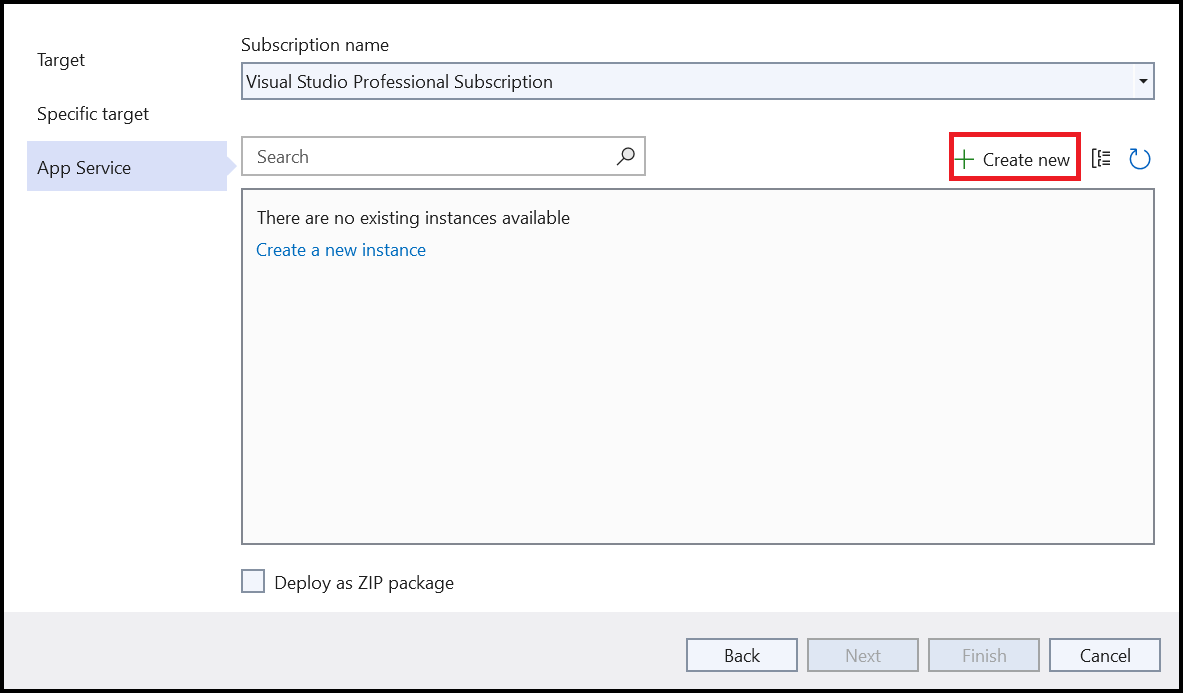 Target
Specific target
App Service
Subscription name
Visual Studio Professional Subscription
Search
Create new
There are no existing instances available
Create a new instance
Deploy as ZIP package
Back
Next
Finish
Cancel